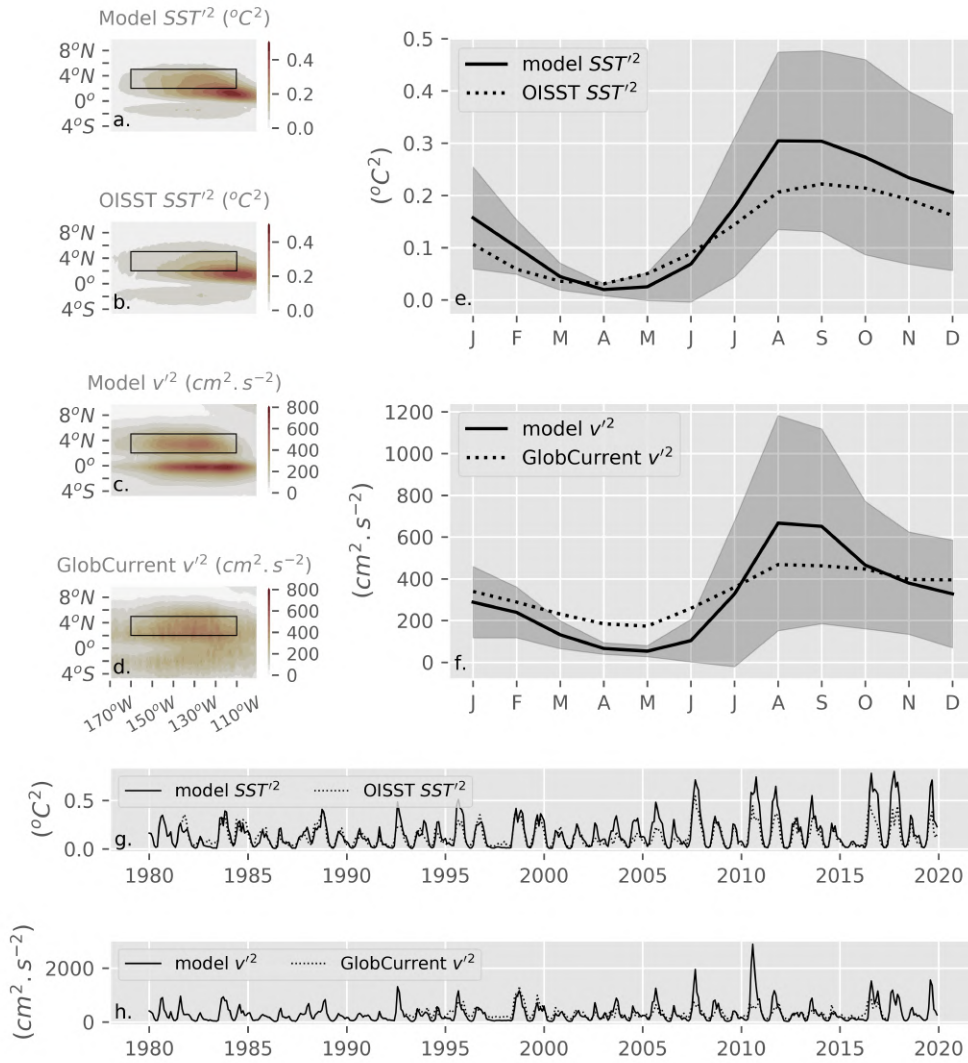 Model SST'² (°C²)
8°N
4°N
0°
4°S
a.
0.4
0.2
0.0
OISST SST'² (°C²)
8°N
4°N
0°
4°S
b.
0.4
0.2
0.0
Model v'² (cm².s⁻²)
8°N
4°N
0°
4°S
c.
800
600
400
200
0
GlobCurrent v'² (cm².s⁻²)
8°N
4°N
0°
4°S
d.
800
600
400
200
0
170°W 150°W 130°W 110°W
(°C²)
0.5
0.4
0.3
0.2
0.1
0.0
model SST'²
OISST SST'²
e.
J F M A M J J A S O N D
((cm².s⁻²)
1200
1000
800
600
400
200
0
model v'²
GlobCurrent v'²
f.
J F M A M J J A S O N D
(°C²)
0.5
0.0
model SST'² OISST SST'²
g.
1980 1985 1990 1995 2000 2005 2010 2015 2020
((cm².s⁻²)
2000
0
model v'² GlobCurrent v'²
h.
1980 1985 1990 1995 2000 2005 2010 2015 2020